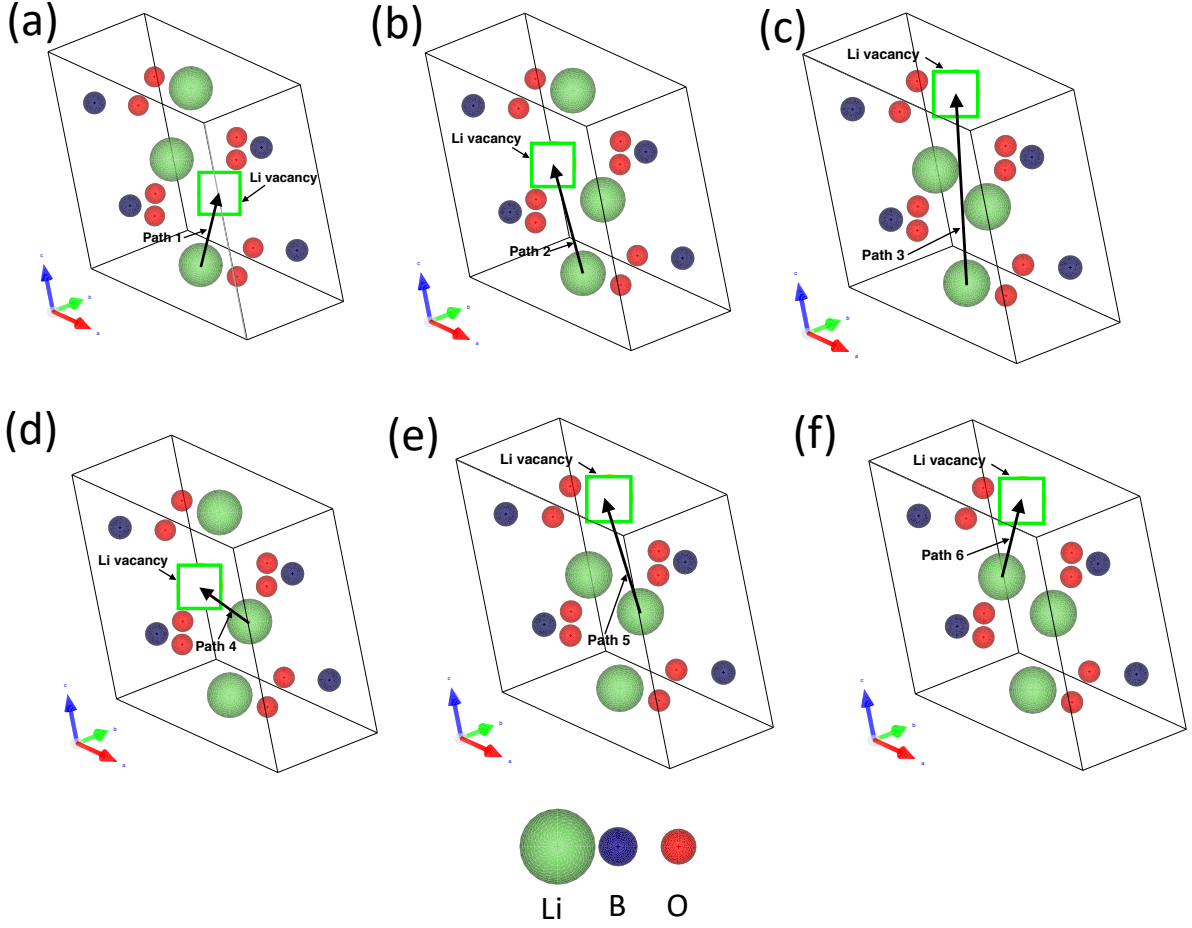 (a)
(b)
(c)
Li vacancy
Li vacancy
Li vacancy
Path 1
Path 2
Path 3
c
b
a
c
b
a
c
b
a
(d)
(e)
(f)
Li vacancy
Li vacancy
Li vacancy
Path 4
Path 5
Path 6
c
b
a
c
b
a
c
b
a
Li
B
O